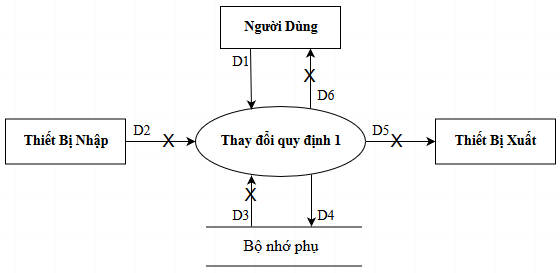 Người Dùng
D1
X
D6
Thiết Bị Nhập
D2
X
Thay đổi quy định 1
D5
X
Thiết Bị Xuất
X
D3
D4
Bộ nhớ phụ